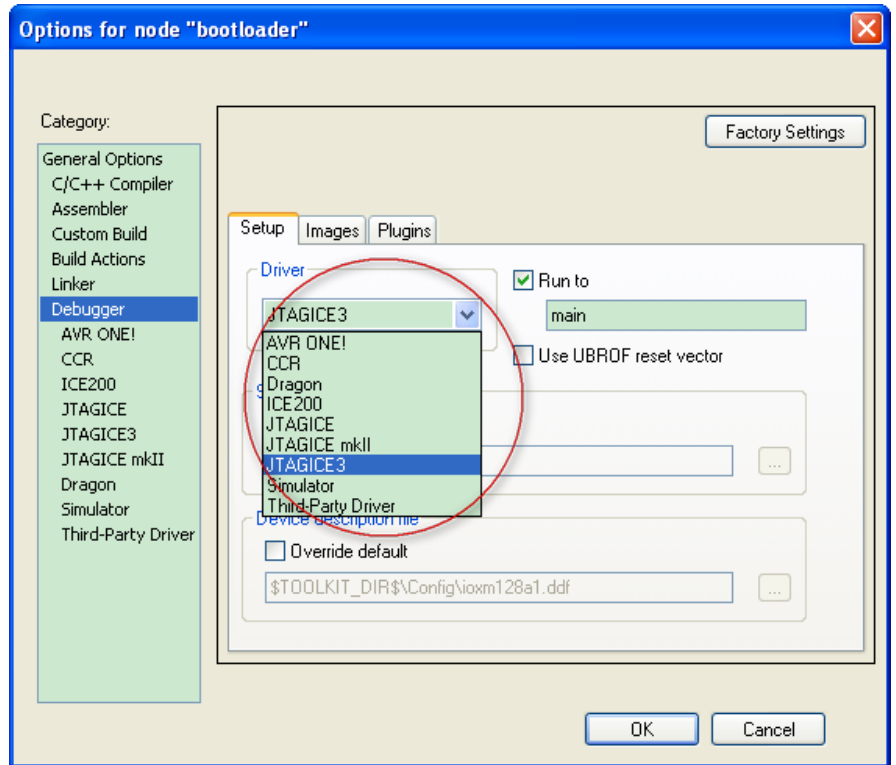 Options for node "bootloader"
Category:
Factory Settings
General Options
C/C++ Compiler
Assembler
Custom Build
Build Actions
Linker
Debugger
AVR ONE!
CCR
ICE200
JTAGICE
JTAGICE3
JTAGICE mkII
Dragon
Simulator
Third-Party Driver
Setup
Images
Plugins
Driver
JTAGICE3
AVR ONE!
CCR
Dragon
ICE200
JTAGICE
JTAGICE mkII
JTAGICE3
Simulator
Third-Party Driver
Run to
main
Use UBROF reset vector
S
...
Device description file
Override default
$TOOLKIT_DIR$\Config\ioxm128a1.ddf
...
OK
Cancel